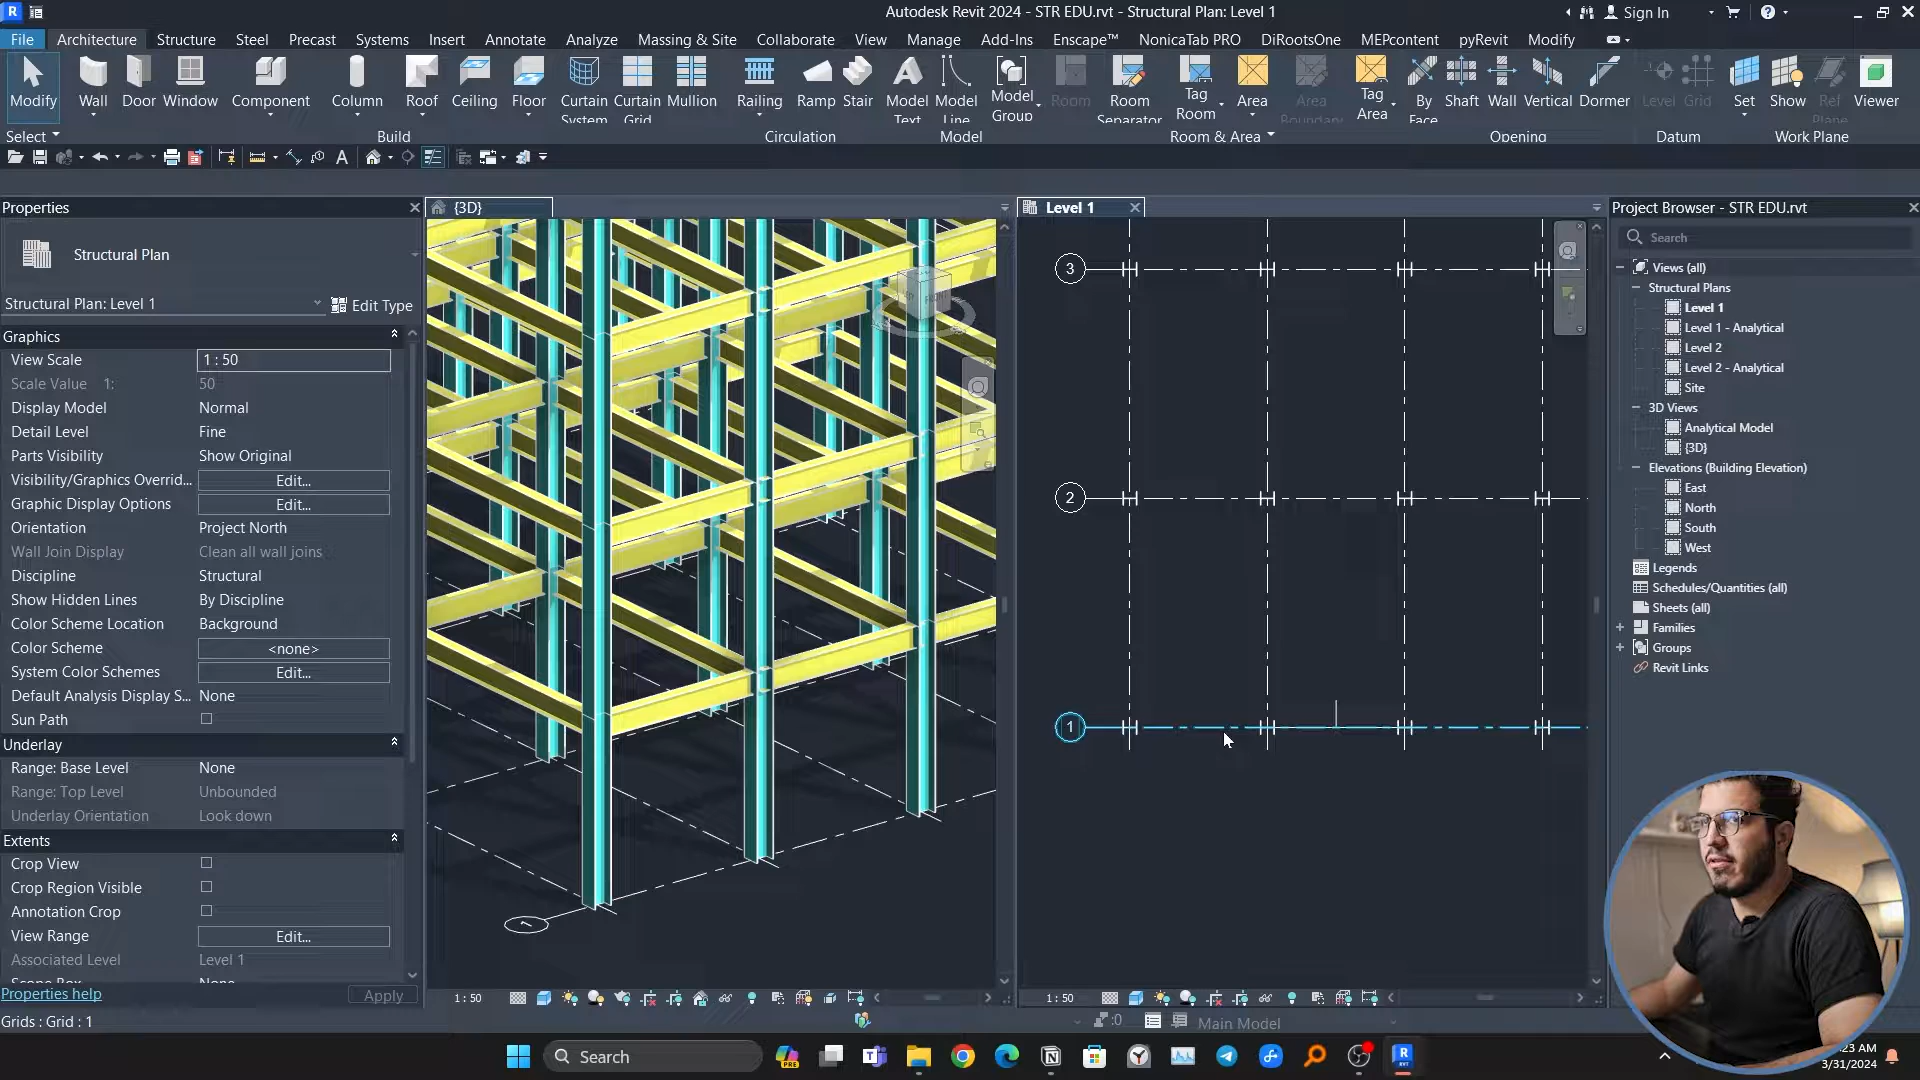 Autodesk Revit 2024 - STR EDU.rvt - Structural Plan: Level 1
Sign In
File Architecture Structure Steel Precast Systems Insert Annotate Analyze Massing & Site Collaborate View Manage Add-Ins Enscape™ NonicaTab PRO DiRootsOne MEPcontent pyRevit Modify
Modify Wall Door Window Component Column Roof Ceiling Floor Curtain System Curtain Grid Mullion Railing Ramp Stair Model Text Model Line Model Group Room Room Separator Tag Room Area Area Boundary Tag Area By Face Shaft Wall Vertical Dormer Level Grid Set Show Ref Plane Viewer
Select Build Circulation Model Room & Area Opening Datum Work Plane
Properties
Structural Plan
Structural Plan: Level 1 Edit Type
Graphics
View Scale 1 : 50
Scale Value 1: 50
Display Model Normal
Detail Level Fine
Parts Visibility Show Original
Visibility/Graphics Overrid... Edit...
Graphic Display Options Edit...
Orientation Project North
Wall Join Display Clean all wall joins
Discipline Structural
Show Hidden Lines By Discipline
Color Scheme Location Background
Color Scheme <none>
System Color Schemes Edit...
Default Analysis Display S... None
Sun Path
Underlay
Range: Base Level None
Range: Top Level Unbounded
Underlay Orientation Look down
Extents
Crop View
Crop Region Visible
Annotation Crop
View Range Edit...
Associated Level Level 1
Scope Box None
Properties help Apply
Grids : Grid : 1
{3D}
FRONT
1
1 : 50
Level 1
3
2
1
1 : 50
:0 Main Model
Project Browser - STR EDU.rvt
Search
Views (all)
Structural Plans
Level 1
Level 1 - Analytical
Level 2
Level 2 - Analytical
Site
3D Views
Analytical Model
{3D}
Elevations (Building Elevation)
East
North
South
West
Legends
Schedules/Quantities (all)
Sheets (all)
Families
Groups
Revit Links
Search
PRE
:23 AM
3/31/2024